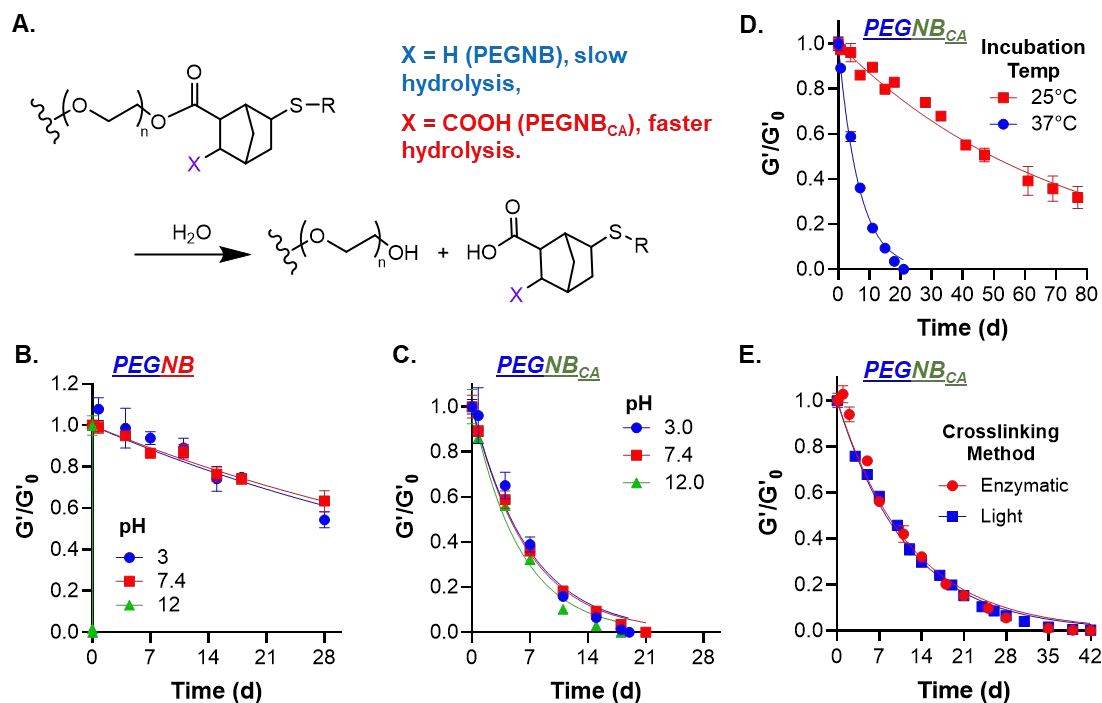 A.
X = H (PEGNB), slow
hydrolysis,
X = COOH (PEGNBCA), faster
hydrolysis.
O
O
n
O
S
R
X
H2O
O
n
OH
+
HO
O
S
R
X
D.
PEGNBCA
Incubation
Temp
25°C
37°C
G'/G'0
1.0
0.8
0.6
0.4
0.2
0.0
0 10 20 30 40 50 60 70 80
Time (d)
B.
PEGNB
G'/G'0
1.2
1.0
0.8
0.6
0.4
0.2
0.0
pH
3
7.4
12
0 7 14 21 28
Time (d)
C.
PEGNBCA
G'/G'0
1.0
0.8
0.6
0.4
0.2
0.0
pH
3.0
7.4
12.0
0 7 14 21 28
Time (d)
E.
PEGNBCA
G'/G'0
1.0
0.8
0.6
0.4
0.2
0.0
Crosslinking
Method
Enzymatic
Light
0 7 14 21 28 35 42
Time (d)